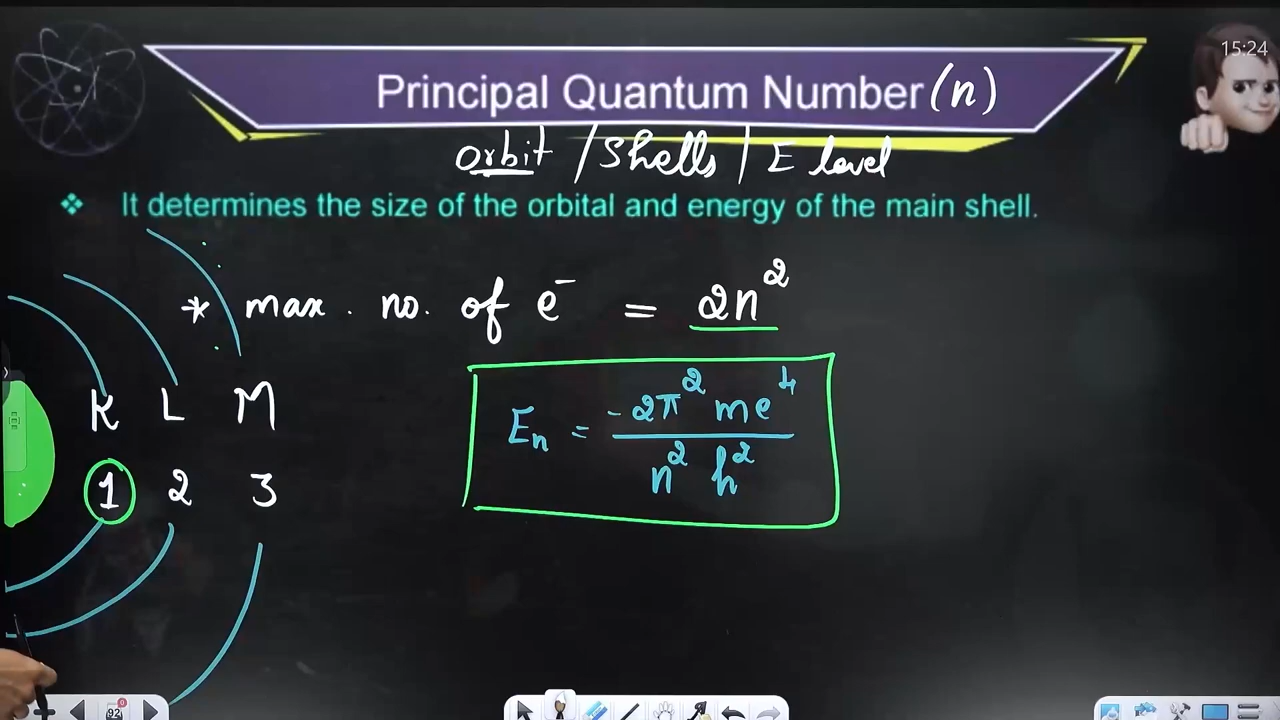 15:24
Principal Quantum Number (n)
orbit / Shells | E level
❖ It determines the size of the orbital and energy of the main shell.
* max. no. of e⁻ = 2n²
Eₙ = -2π²me⁴ / n²h²
K L M
1 2 3
92